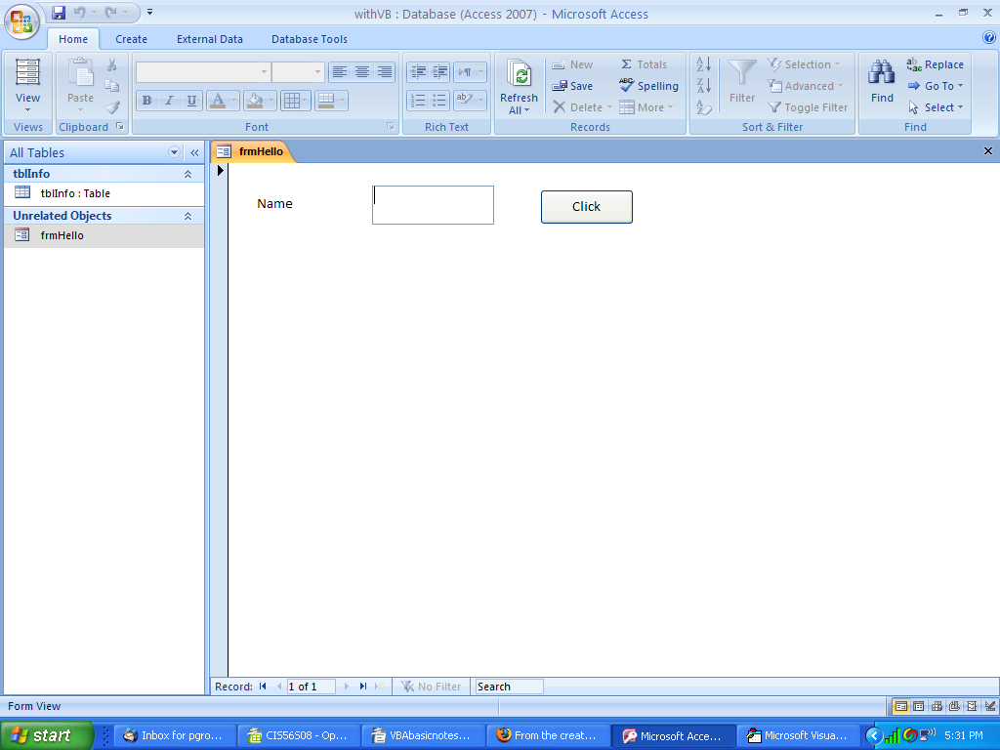 withVB : Database (Access 2007) - Microsoft Access
Home Create External Data Database Tools
View
Views
Paste
Clipboard
B I U A
Font
Rich Text
Refresh
All
New Totals
Save Spelling
Delete More
Records
Filter
Selection
Advanced
Toggle Filter
Sort & Filter
Find
Replace
Go To
Select
Find
All Tables
tblInfo
tblInfo : Table
Unrelated Objects
frmHello
frmHello
Name Click
Record: 1 of 1 No Filter Search
Form View
start Inbox for pgro... CIS56S08 - Op... VBAbasicnotes... From the creat... Microsoft Acce... Microsoft Visua... 5:31 PM